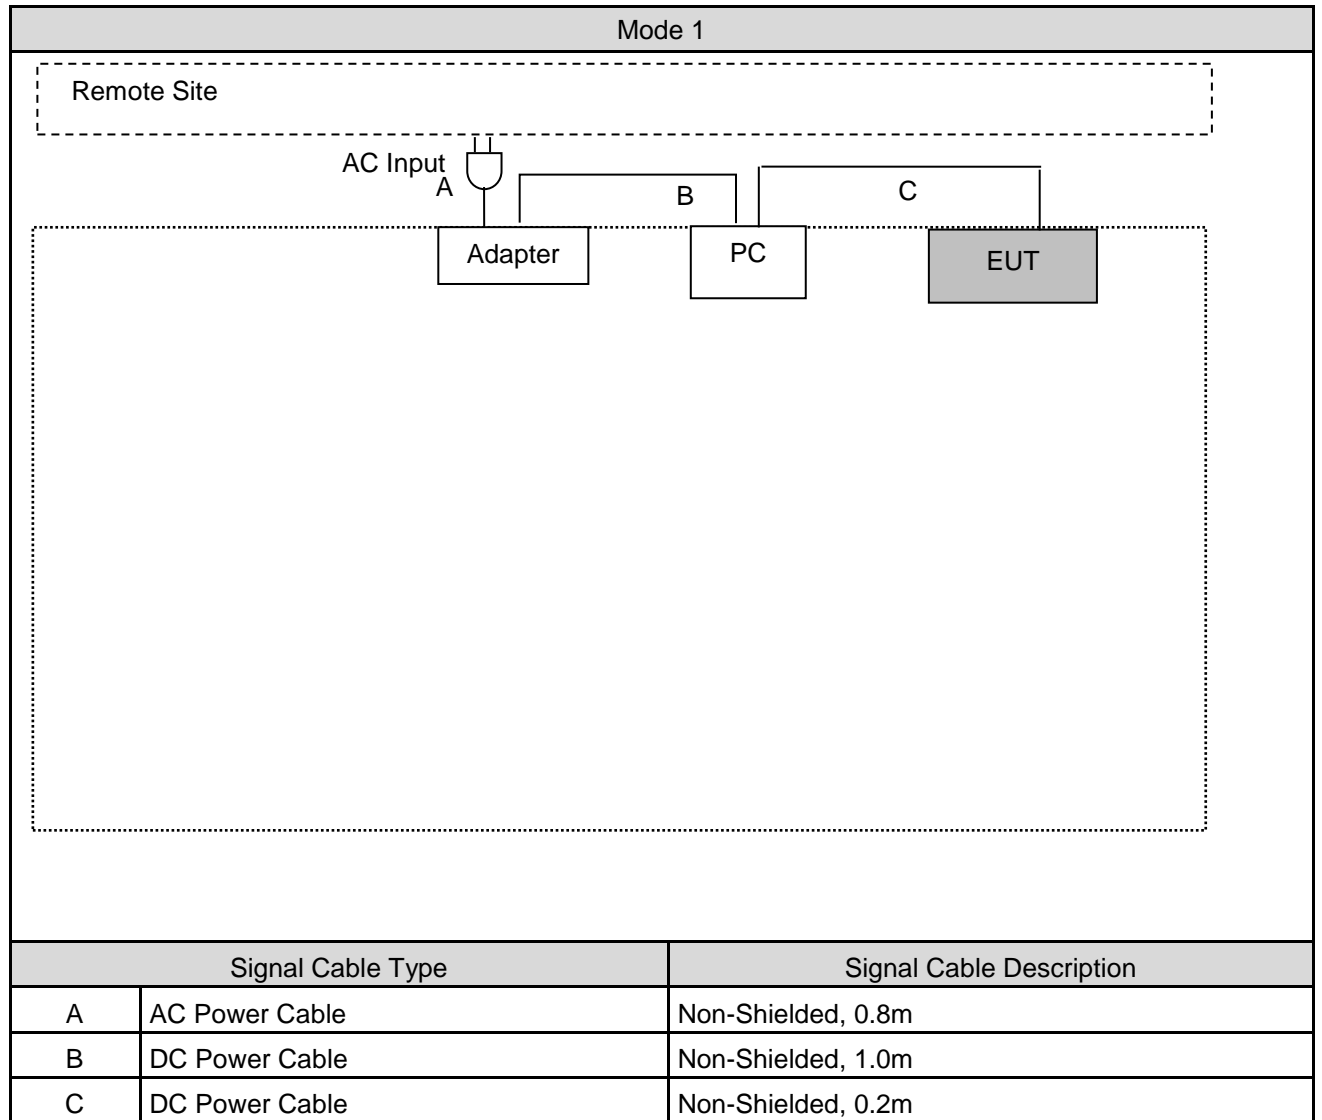 Mode 1
Remote Site
AC Input
A
B
C
Adapter
PC
EUT
Signal Cable Type
Signal Cable Description
A AC Power Cable Non-Shielded, 0.8m
B DC Power Cable Non-Shielded, 1.0m
C DC Power Cable Non-Shielded, 0.2m